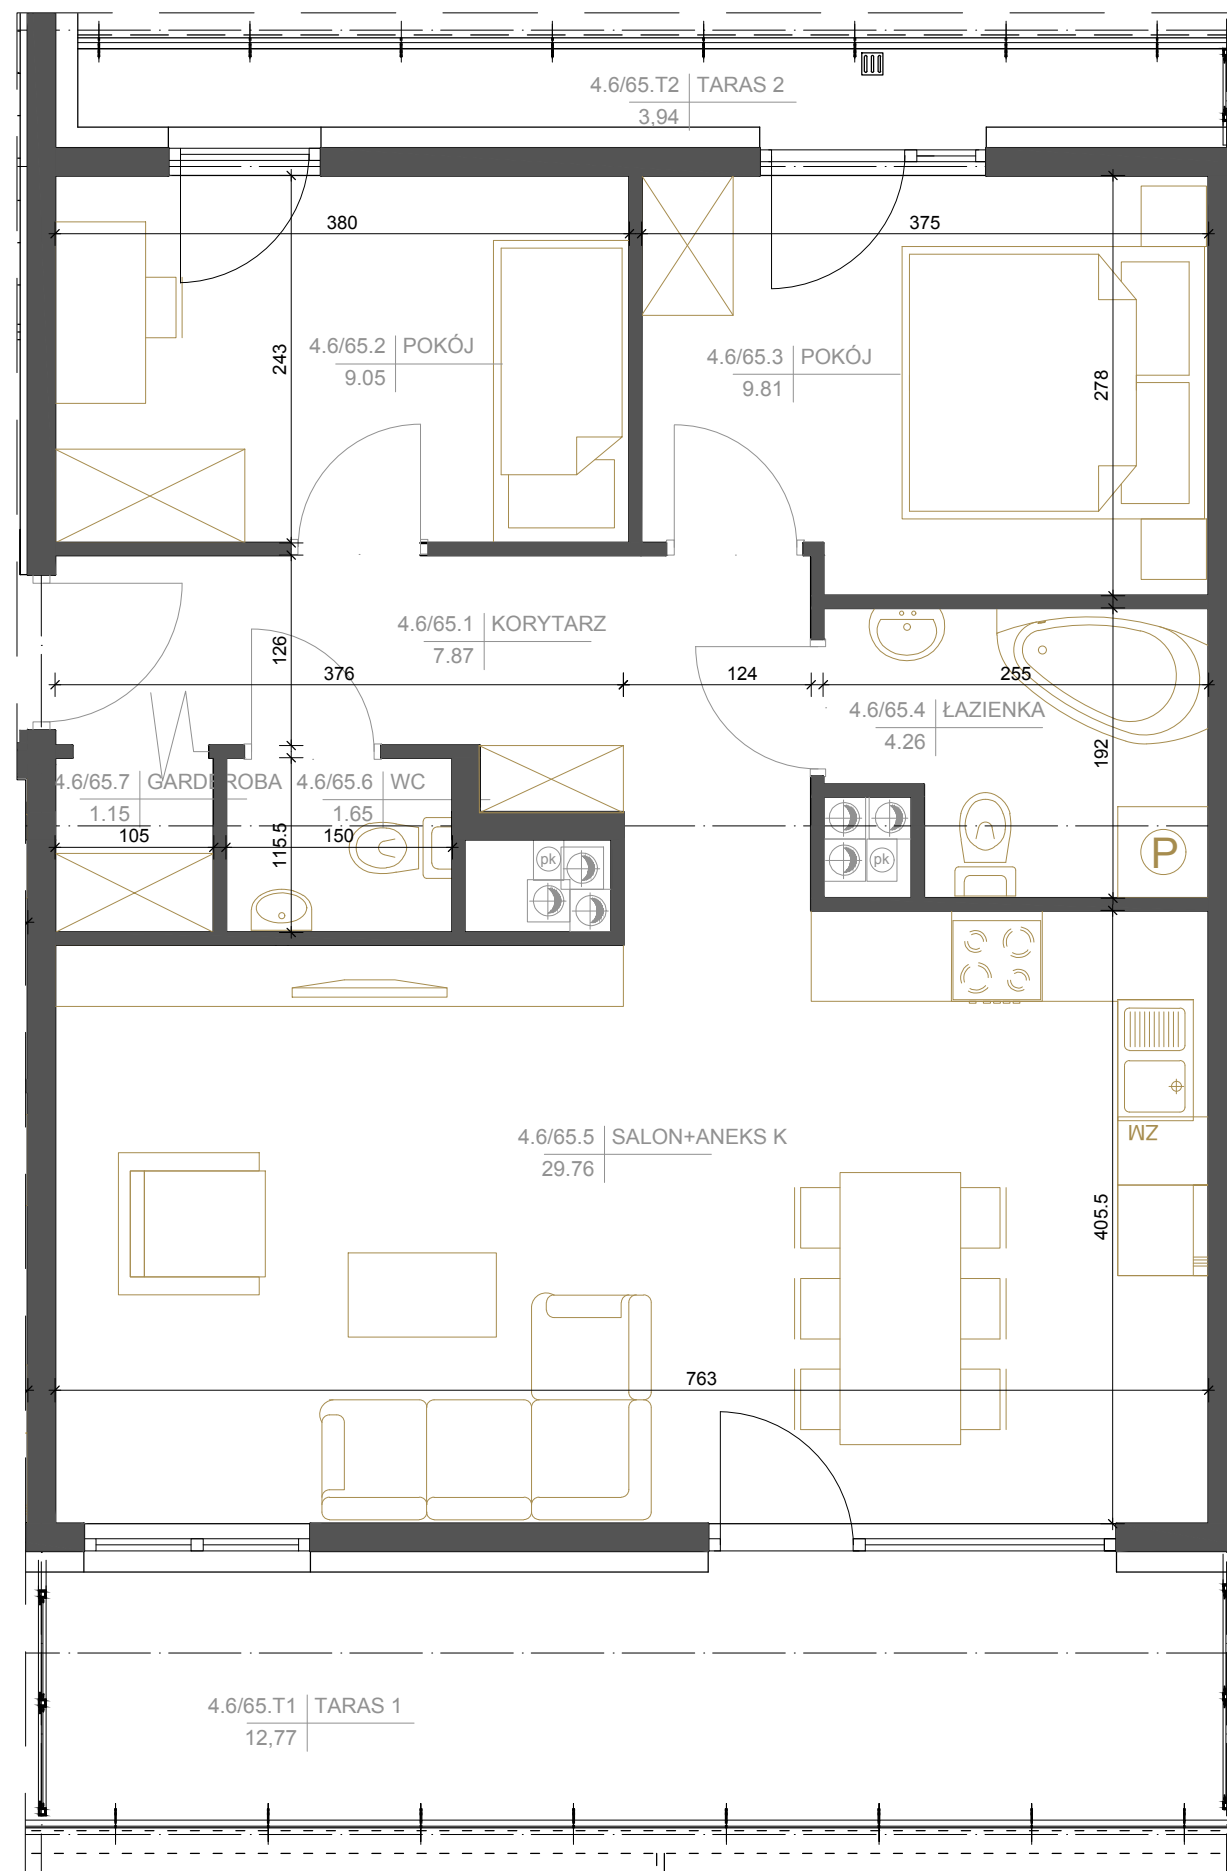 4.6/65.T2 TARAS 2
3,94
380
375
243
4.6/65.2 POKÓJ
9.05
4.6/65.3 POKÓJ
9.81
278
4.6/65.1 KORYTARZ
7.87
126
376
124
255
4.6/65.4 ŁAZIENKA
4.26
192
4.6/65.7 GARDEROBA
1.15
105
4.6/65.6 WC
1.65
115.5
150
pk
pk
P
ZM
4.6/65.5 SALON+ANEKS K
29.76
405.5
763
4.6/65.T1 TARAS 1
12,77